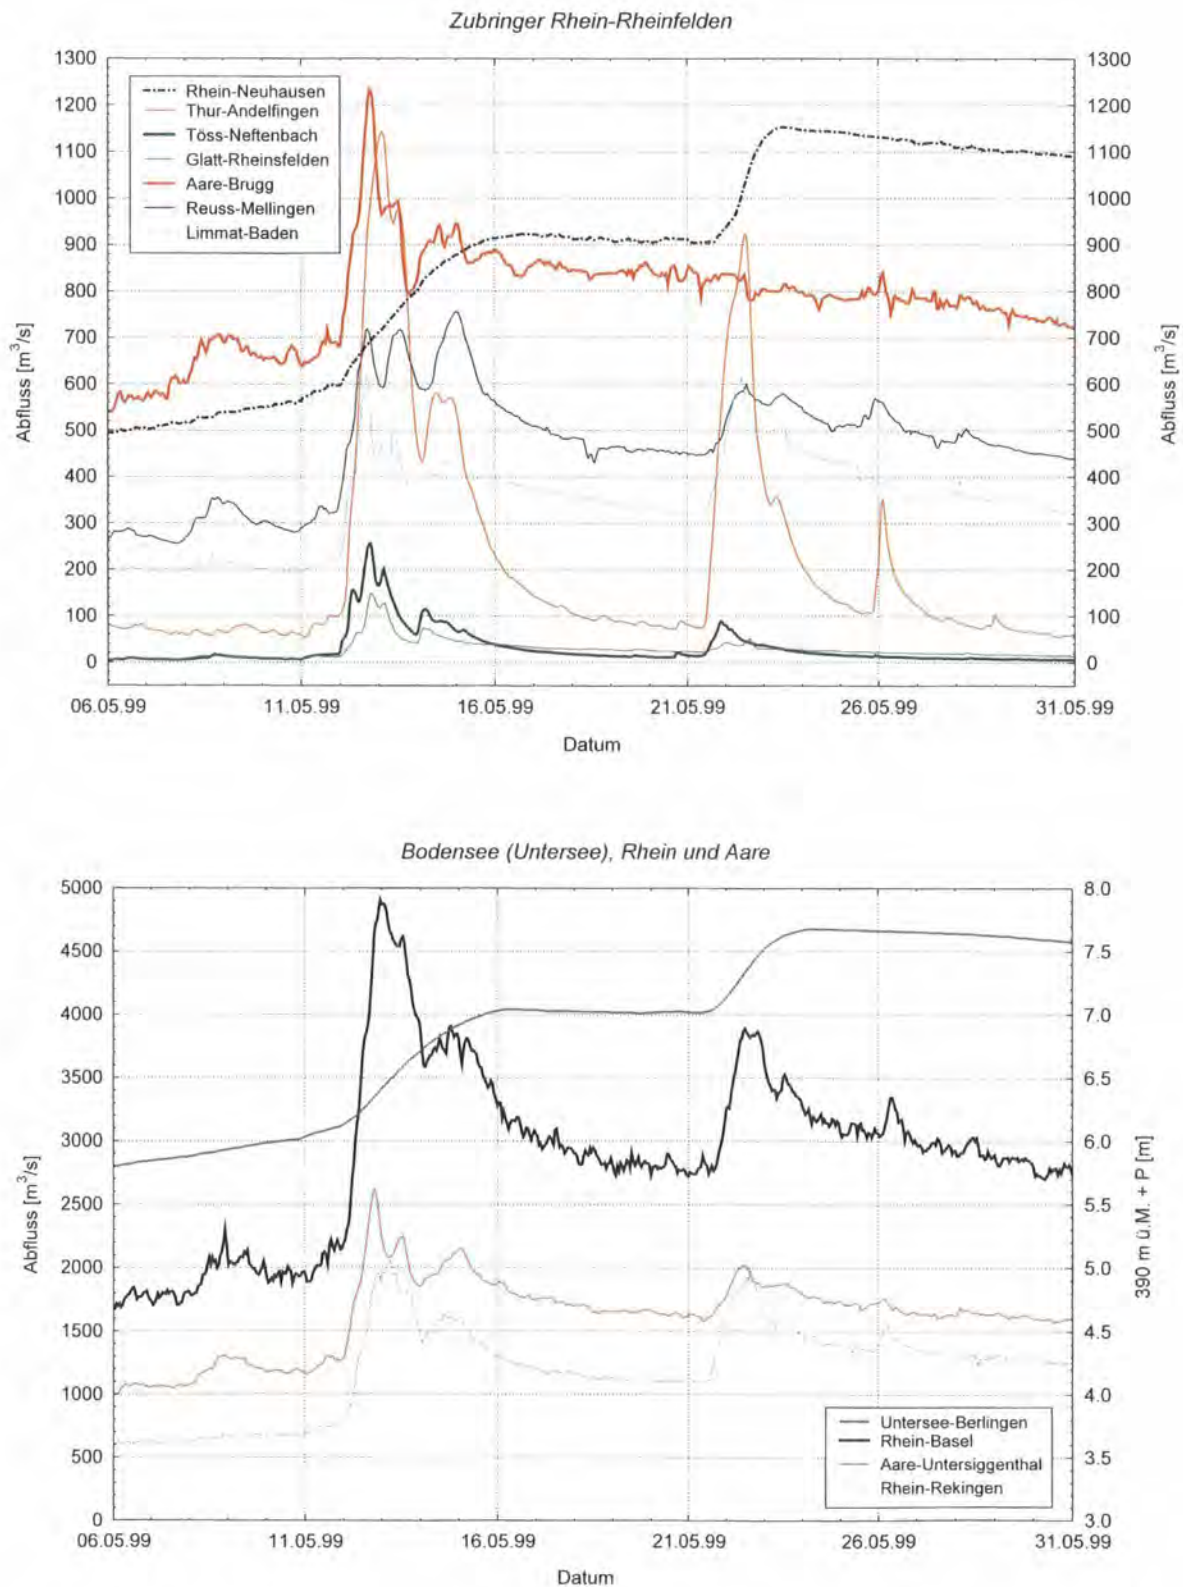 Zubringer Rhein-Rheinfelden
1300
1200
1100
1000
900
800
700
600
500
400
300
200
100
0
Abfluss [m³/s]
Rhein-Neuhausen
Thur-Andelfingen
Töss-Neftenbach
Glatt-Rheinsfelden
Aare-Brugg
Reuss-Mellingen
Limmat-Baden
1300
1200
1100
1000
900
800
700
600
500
400
300
200
100
0
Abfluss [m³/s]
06.05.99 11.05.99 16.05.99 21.05.99 26.05.99 31.05.99
Datum
Bodensee (Untersee), Rhein und Aare
5000
4500
4000
3500
3000
2500
2000
1500
1000
500
0
Abfluss [m³/s]
8.0
7.5
7.0
6.5
6.0
5.5
5.0
4.5
4.0
3.5
3.0
390 m ü.M. + P [m]
Untersee-Berlingen
Rhein-Basel
Aare-Untersiggenthal
Rhein-Rekingen
06.05.99 11.05.99 16.05.99 21.05.99 26.05.99 31.05.99
Datum